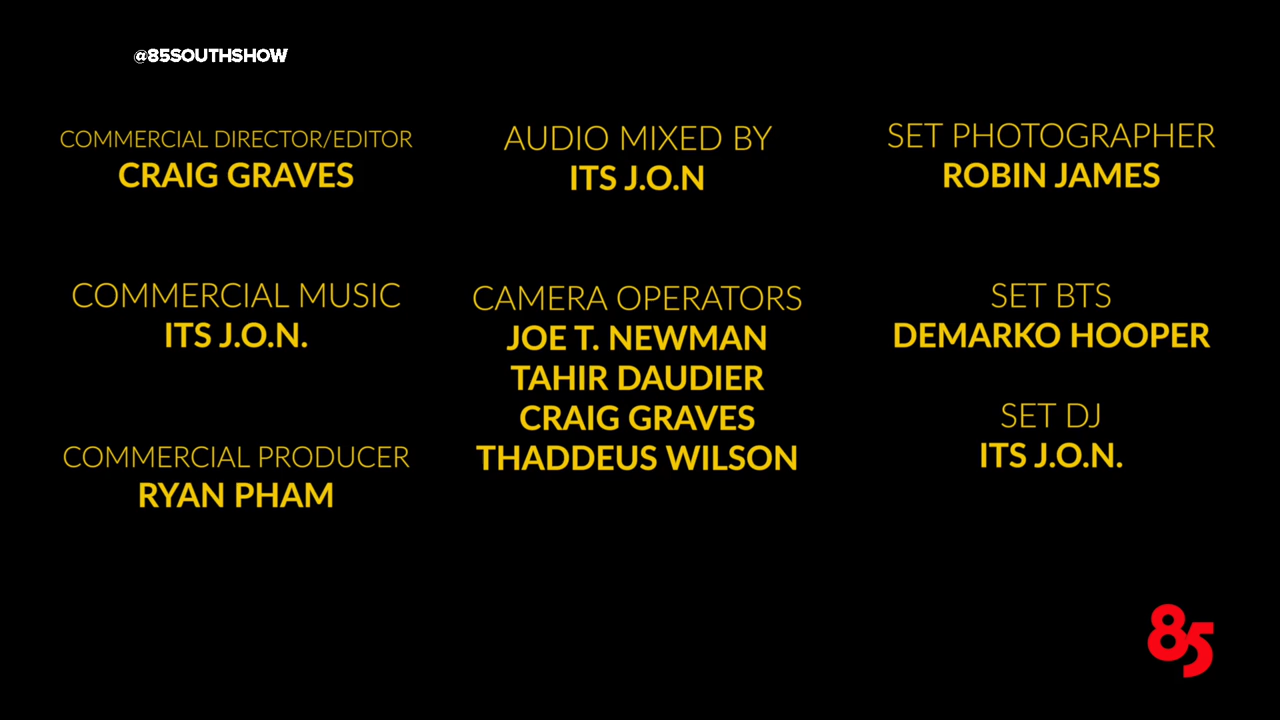 @85SOUTHSHOW
COMMERCIAL DIRECTOR/EDITOR
CRAIG GRAVES
COMMERCIAL MUSIC
ITS J.O.N.
COMMERCIAL PRODUCER
RYAN PHAM
AUDIO MIXED BY
ITS J.O.N
CAMERA OPERATORS
JOE T. NEWMAN
TAHIR DAUDIER
CRAIG GRAVES
THADDEUS WILSON
SET PHOTOGRAPHER
ROBIN JAMES
SET BTS
DEMARKO HOOPER
SET DJ
ITS J.O.N.
85